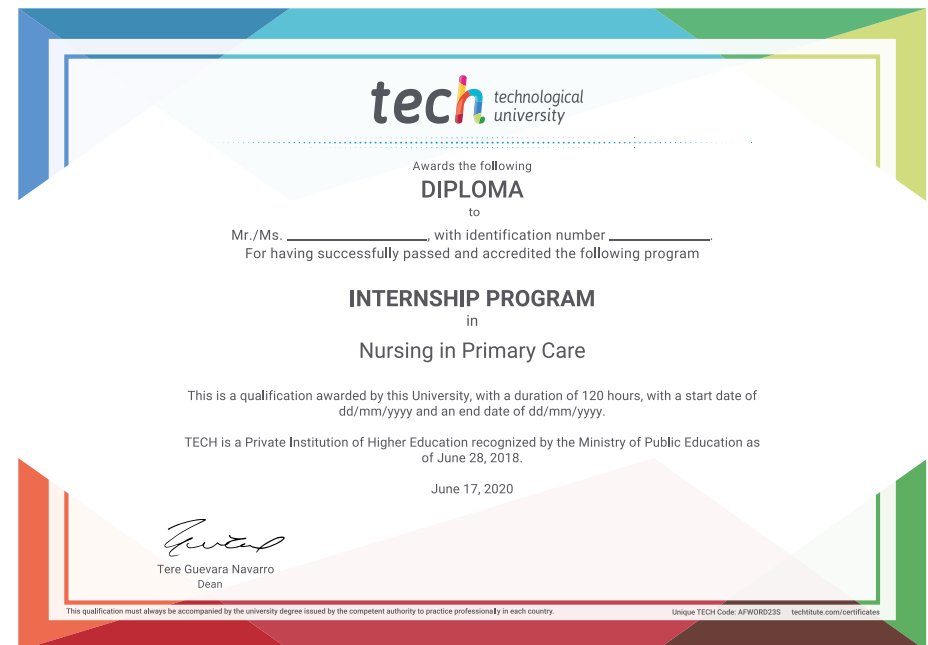 tech technological
university
Awards the following
DIPLOMA
to
Mr./Ms. ____________________, with identification number ______________.
For having successfully passed and accredited the following program
INTERNSHIP PROGRAM
in
Nursing in Primary Care
This is a qualification awarded by this University, with a duration of 120 hours, with a start date of
dd/mm/yyyy and an end date of dd/mm/yyyy.
TECH is a Private Institution of Higher Education recognized by the Ministry of Public Education as
of June 28, 2018.
June 17, 2020
Tere Guevara Navarro
Dean
This qualification must always be accompanied by the university degree issued by the competent authority to practice professionally in each country.
Unique TECH Code: AFWORD23S techtitute.com/certificates